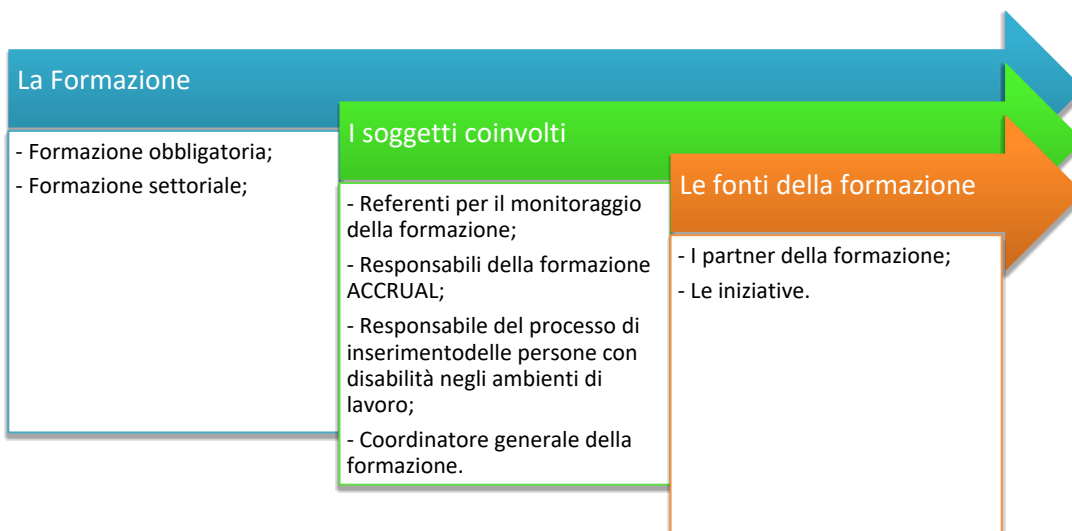 La Formazione
- Formazione obbligatoria;
- Formazione settoriale;
I soggetti coinvolti
- Referenti per il monitoraggio
della formazione;
- Responsabili della formazione
ACCRUAL;
- Responsabile del processo di
inserimentodelle persone con
disabilità negli ambienti di
lavoro;
- Coordinatore generale della
formazione.
Le fonti della formazione
- I partner della formazione;
- Le iniziative.